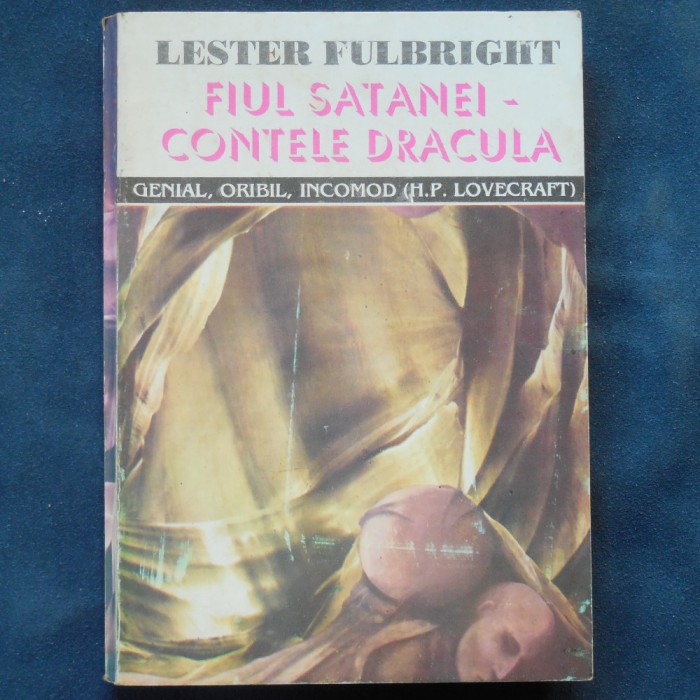 LESTER FULBRIGHT
FIUL SATANEI -
CONTELE DRACULA
GENIAL, ORIBIL, INCOMOD (H.P. LOVECRAFT)